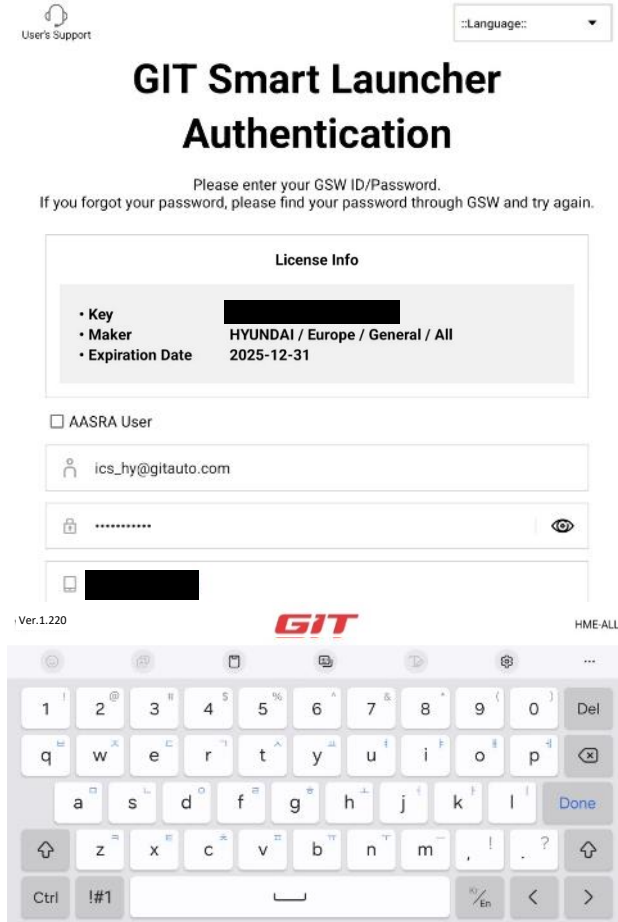 User's Support
::Language::
GIT Smart Launcher
Authentication
Please enter your GSW ID/Password.
If you forgot your password, please find your password through GSW and try again.
License Info
• Key
• Maker HYUNDAI / Europe / General / All
• Expiration Date 2025-12-31
AASRA User
ics_hy@gitauto.com
•••••••••••
Ver.1.220
GIT
HME-ALL
1 ! 2 @ 3 # 4 $ 5 % 6 ^ 7 & 8 * 9 ( 0 ) Del
q ㅂ w ㅈ e ㄷ r ㄱ t ㅅ y ㅛ u ㅕ i ㅑ o ㅐ p ㅔ
a ㅁ s ㄴ d ㅇ f ㄹ g ㅎ h ㅗ j ㅓ k ㅏ l ㅣ Done
z ㅋ x ㅌ c ㅊ v ㅍ b ㅠ n ㅜ m ㅡ , ! . ?
Ctrl !#1 Kr/En < >